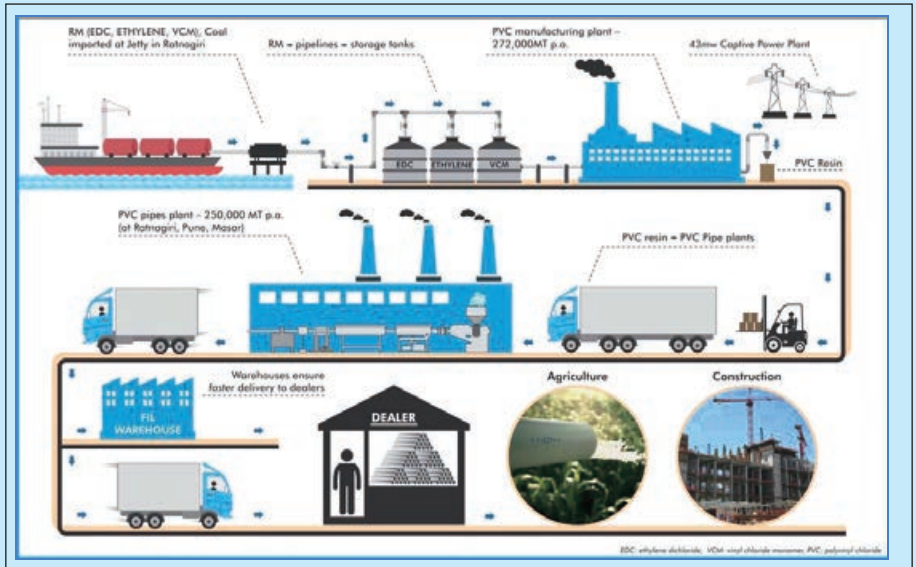 RM (EDC, ETHYLENE, VCM), Coal
imported at Jetty in Ratnagiri
RM = pipelines = storage tanks
PVC manufacturing plant –
272,000MT p.a.
43mw Captive Power Plant
EDC
ETHYLENE
VCM
PVC Resin
PVC pipes plant – 250,000 MT p.a.
(at Ratnagiri, Pune, Masar)
PVC resin = PVC Pipe plants
Warehouses ensure
faster delivery to dealers
FIL
WAREHOUSE
DEALER
Agriculture
Construction
EDC: ethylene dichloride, VCM: vinyl chloride monomer, PVC: polyvinyl chloride